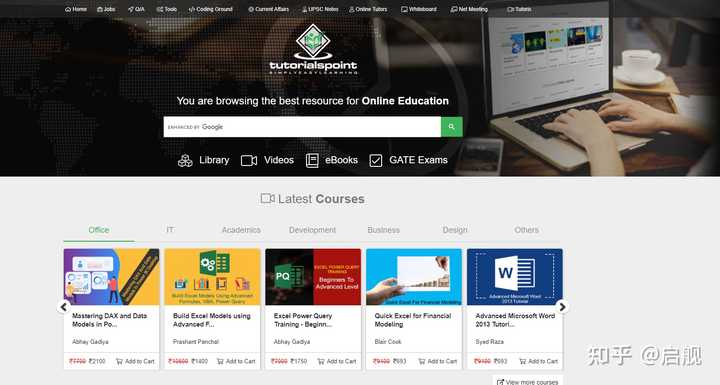 Home Jobs Q/A Tools Coding Ground Current Affairs UPSC Notes Online Tutors Whiteboard Net Meeting Tutorix
tutorialspoint
SIMPLYEASYLEARNING
You are browsing the best resource for Online Education
ENHANCED BY Google
Library Videos eBooks GATE Exams
Latest Courses
Office IT Academics Development Business Design Others
Build Excel Models Using Advanced
Formulas, VBA, Power Query
PQ
EXCEL POWER QUERY
TRAINING
Beginners To
Advanced Level
Quick Excel For Financial Modeling
W
Advanced Microsoft Word
2013 Tutorial
Mastering DAX and Data
Models in Po...
Abhay Gadiya
₹7700 ₹2100 Add to Cart
Build Excel Models using
Advanced F...
Prashant Panchal
₹10500 ₹1400 Add to Cart
Excel Power Query
Training - Beginn...
Abhay Gadiya
₹7000 ₹1750 Add to Cart
Quick Excel for Financial
Modeling
Blair Cook
₹9100 ₹693 Add to Cart
Advanced Microsoft Word
2013 Tutori...
Syed Raza
₹9100 ₹693 Add to Cart
View more courses
知乎 @启舰